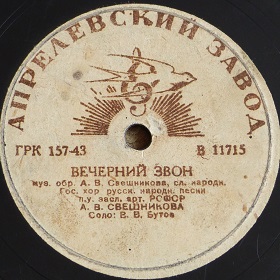 АПРЕЛЕВСКИЙ ЗАВОД
ГРК 157-43 В 11715
ВЕЧЕРНИЙ ЗВОН
муз. обр. А. В. Свешникова, сл. народн.
Гос. хор русск. народн. песни
п.у. засл. арт. РСФСР
А. В. СВЕШНИКОВА
Соло: В. В. Бутов